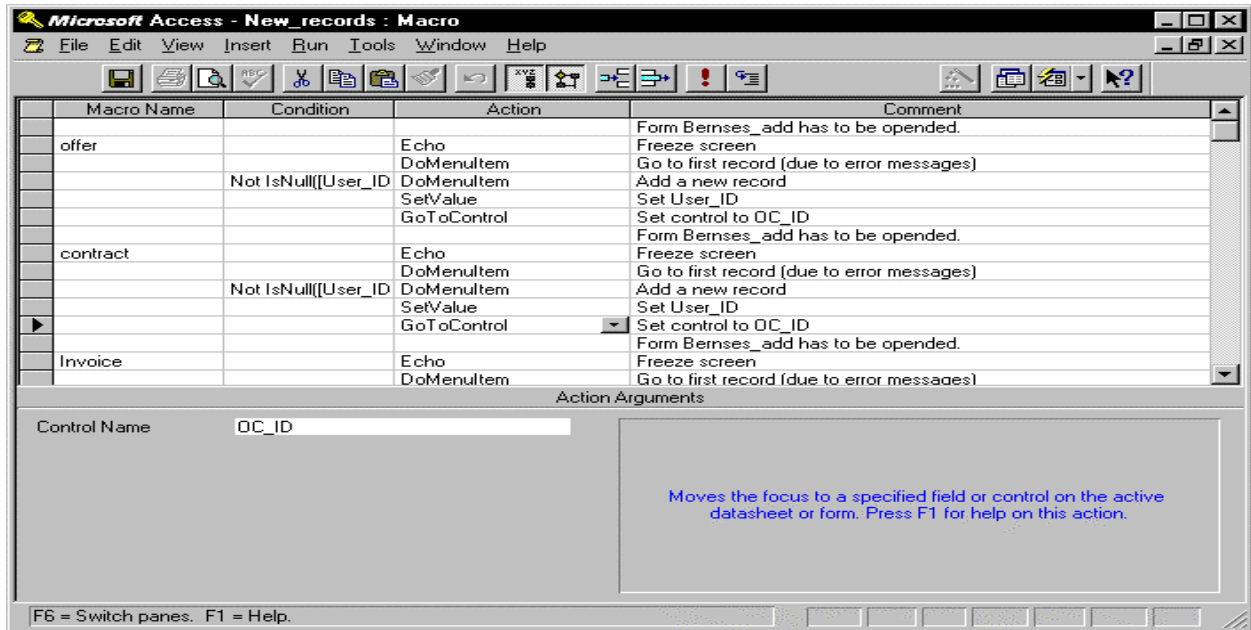 Microsoft Access - New_records : Macro
File Edit View Insert Run Tools Window Help
Macro Name Condition Action Comment
Form Bernses_add has to be opended.
offer Echo Freeze screen
DoMenuItem Go to first record (due to error messages)
Not IsNull([User_ID DoMenuItem Add a new record
SetValue Set User_ID
GoToControl Set control to OC_ID
Form Bernses_add has to be opended.
contract Echo Freeze screen
DoMenuItem Go to first record (due to error messages)
Not IsNull([User_ID DoMenuItem Add a new record
SetValue Set User_ID
GoToControl Set control to OC_ID
Form Bernses_add has to be opended.
Invoice Echo Freeze screen
DoMenuItem Go to first record (due to error messages)
Action Arguments
Control Name OC_ID
Moves the focus to a specified field or control on the active
datasheet or form. Press F1 for help on this action.
F6 = Switch panes. F1 = Help.